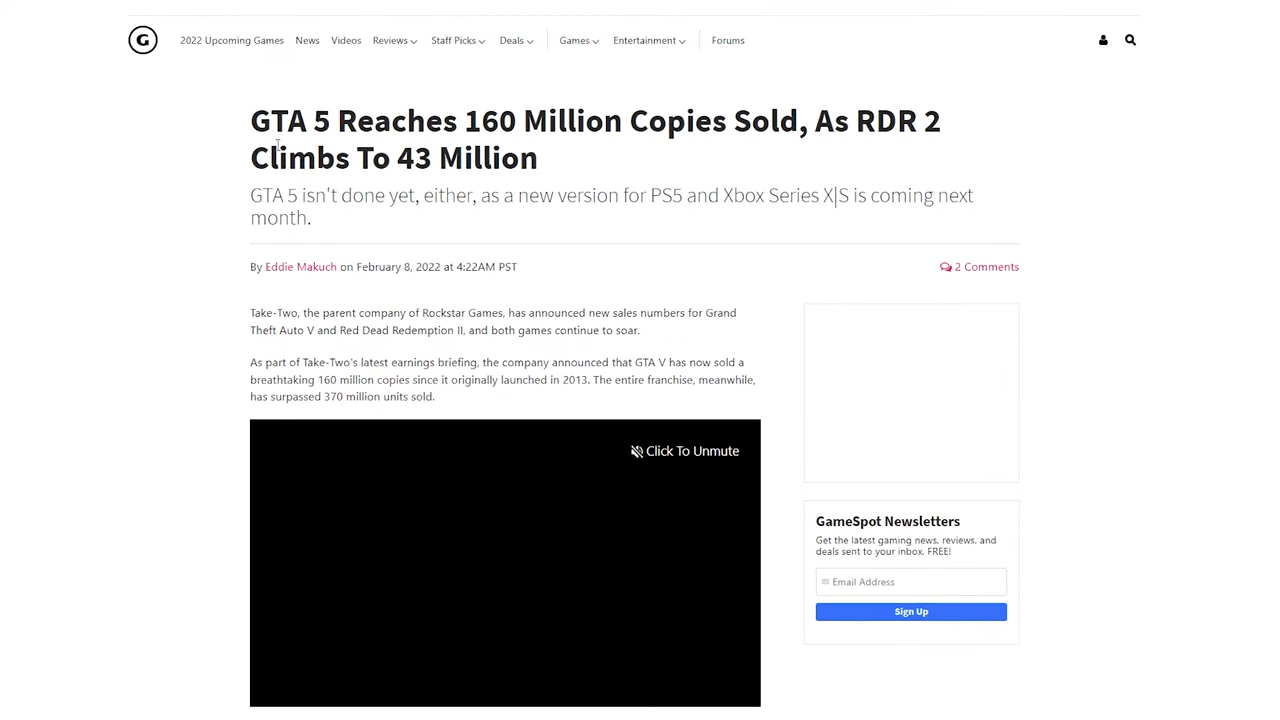 G
2022 Upcoming Games News Videos Reviews Staff Picks Deals Games Entertainment Forums
GTA 5 Reaches 160 Million Copies Sold, As RDR 2
Climbs To 43 Million
GTA 5 isn't done yet, either, as a new version for PS5 and Xbox Series X|S is coming next
month.
By Eddie Makuch on February 8, 2022 at 4:22AM PST
2 Comments
Take-Two, the parent company of Rockstar Games, has announced new sales numbers for Grand
Theft Auto V and Red Dead Redemption II, and both games continue to soar.
As part of Take-Two's latest earnings briefing, the company announced that GTA V has now sold a
breathtaking 160 million copies since it originally launched in 2013. The entire franchise, meanwhile,
has surpassed 370 million units sold.
Click To Unmute
GameSpot Newsletters
Get the latest gaming news, reviews, and
deals sent to your inbox. FREE!
Email Address
Sign Up